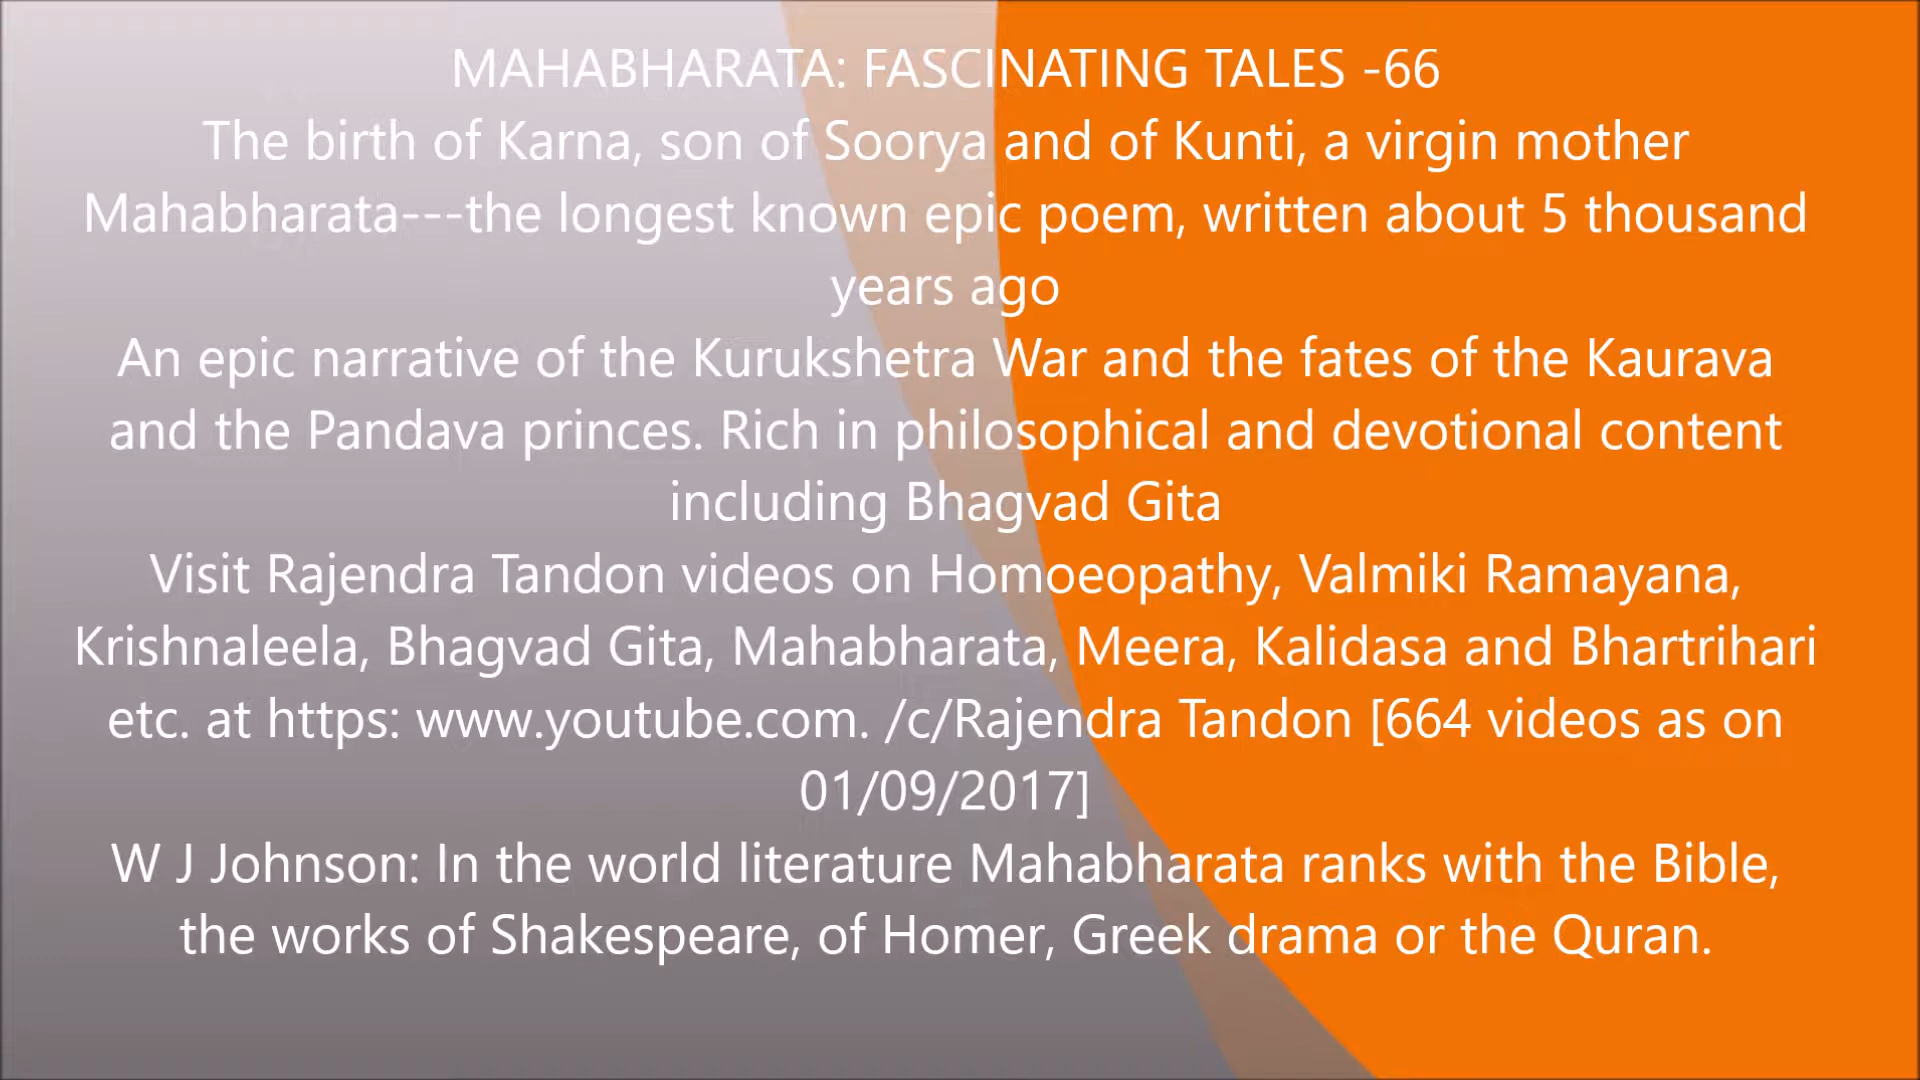 MAHABHARATA: FASCINATING TALES -66
The birth of Karna, son of Soorya and of Kunti, a virgin mother
Mahabharata---the longest known epic poem, written about 5 thousand
years ago
An epic narrative of the Kurukshetra War and the fates of the Kaurava
and the Pandava princes. Rich in philosophical and devotional content
including Bhagvad Gita
Visit Rajendra Tandon videos on Homoeopathy, Valmiki Ramayana,
Krishnaleela, Bhagvad Gita, Mahabharata, Meera, Kalidasa and Bhartrihari
etc. at https: www.youtube.com. /c/Rajendra Tandon [664 videos as on
01/09/2017]
W J Johnson: In the world literature Mahabharata ranks with the Bible,
the works of Shakespeare, of Homer, Greek drama or the Quran.